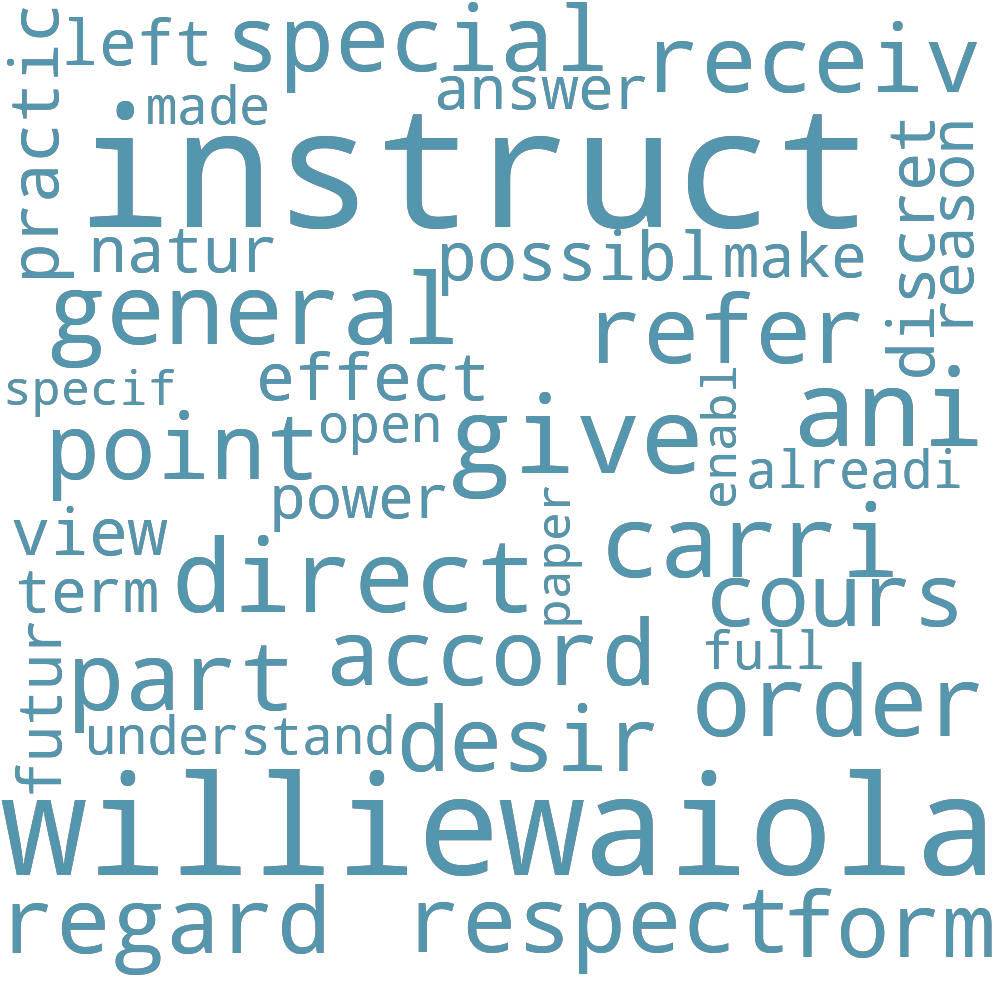 practic
left
special
receiv
made
answer
instruct
discret
reason
natur
possibl
make
general
refer
specif
effect
enabl
ani
point
open
give
alreadi
power
paper
view
carri
term
direct
cours
futur
part
accord
full
order
understand
desir
williewaiola
regard
respect
form